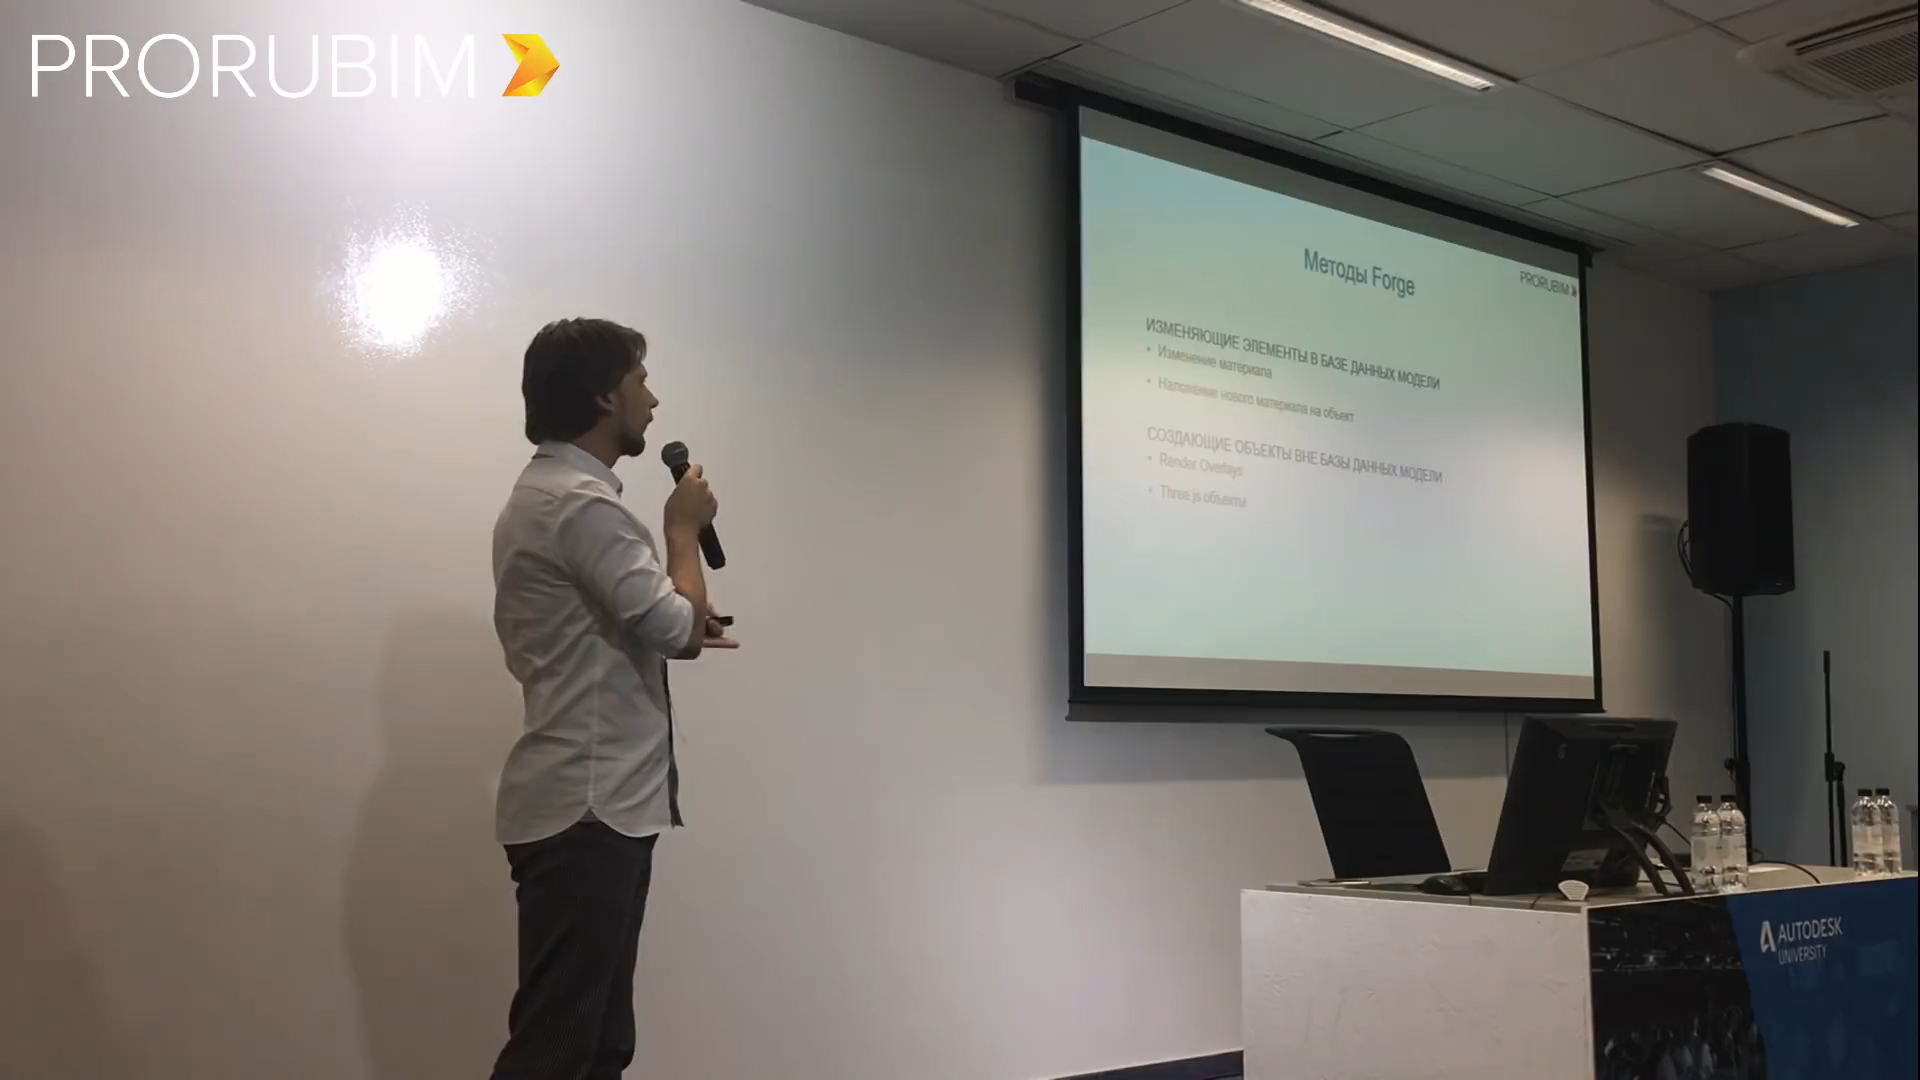 PRORUBIM
Методы Forge
PRORUBIM
ИЗМЕНЯЮЩИЕ ЭЛЕМЕНТЫ В БАЗЕ ДАННЫХ МОДЕЛИ
• Изменение материала
• Наложение нового материала на объект
СОЗДАЮЩИЕ ОБЪЕКТЫ ВНЕ БАЗЫ ДАННЫХ МОДЕЛИ
• Render Overlays
• Three.js объекты
AUTODESK
UNIVERSITY